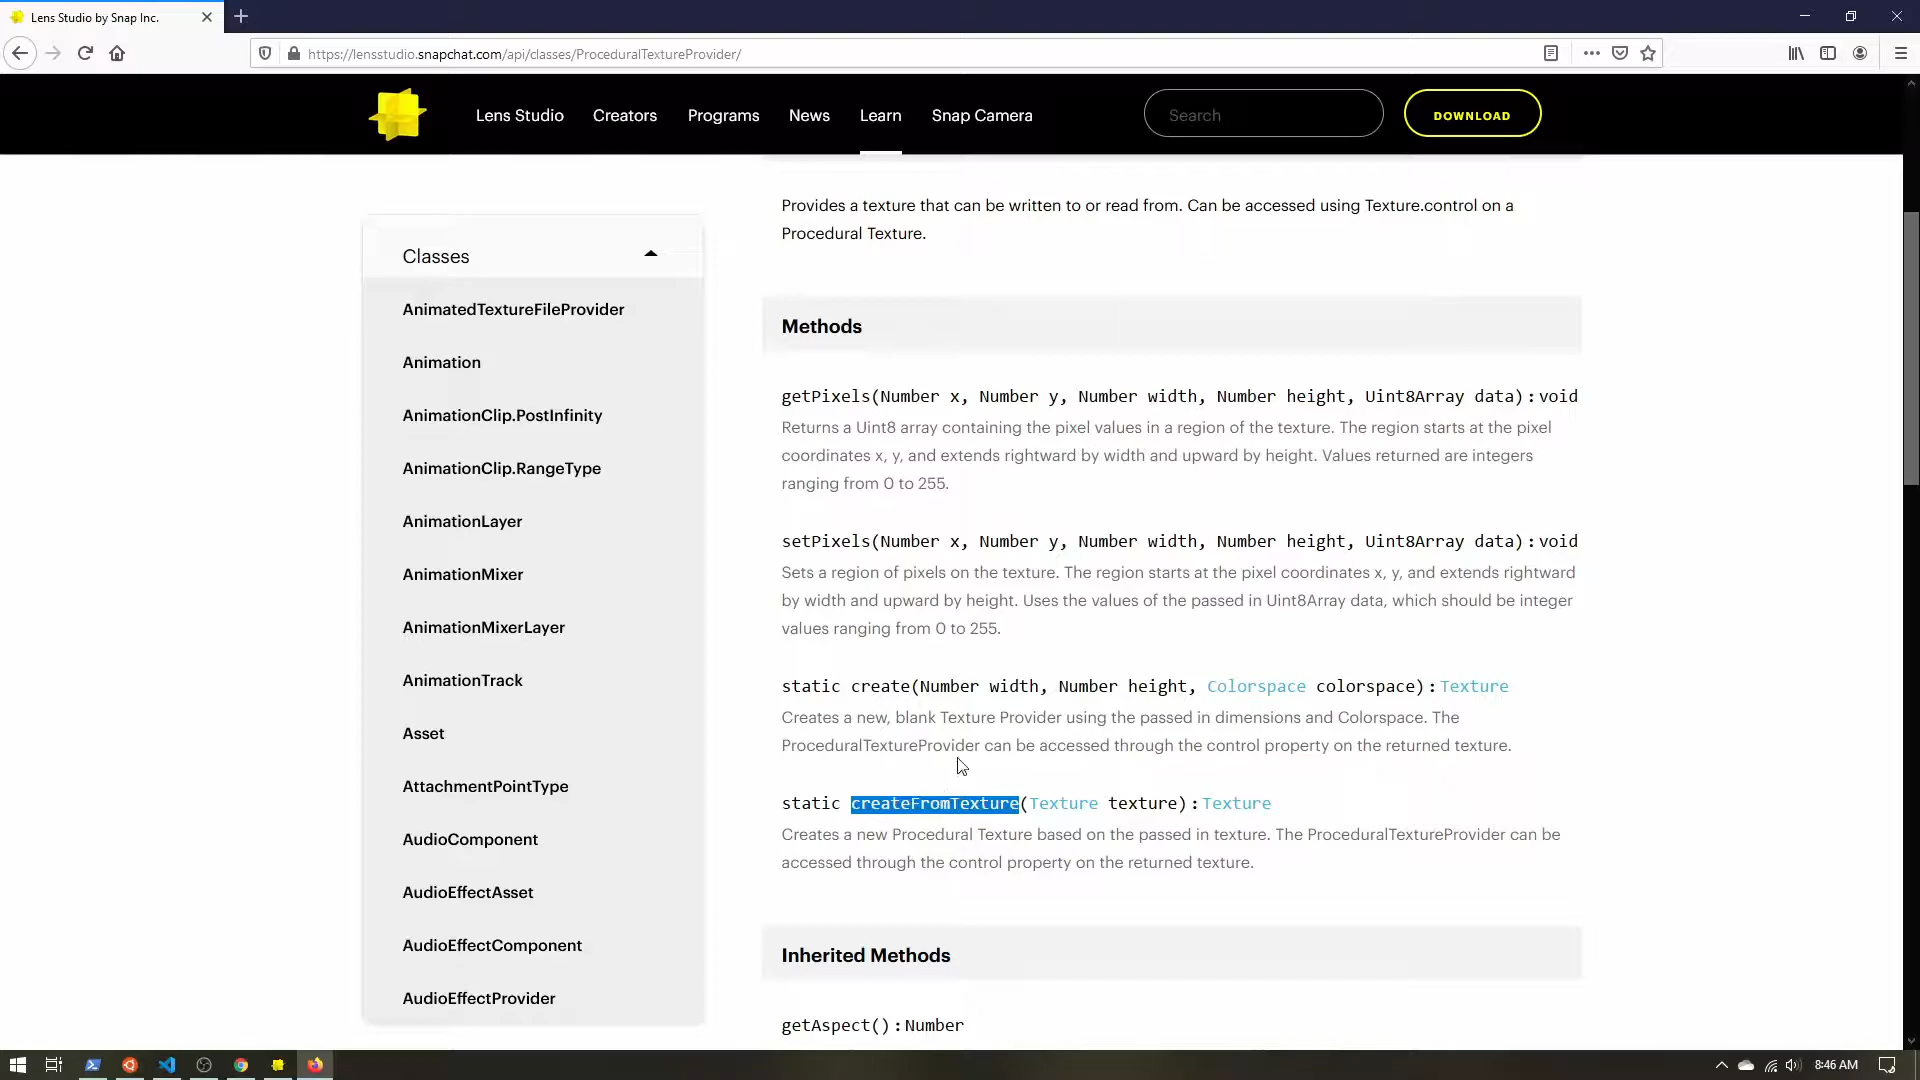 Lens Studio by Snap Inc.
https://lensstudio.snapchat.com/api/classes/ProceduralTextureProvider/
Lens Studio
Creators
Programs
News
Learn
Snap Camera
Search
DOWNLOAD
Classes
AnimatedTextureFileProvider
Animation
AnimationClip.PostInfinity
AnimationClip.RangeType
AnimationLayer
AnimationMixer
AnimationMixerLayer
AnimationTrack
Asset
AttachmentPointType
AudioComponent
AudioEffectAsset
AudioEffectComponent
AudioEffectProvider
Provides a texture that can be written to or read from. Can be accessed using Texture.control on a
Procedural Texture.
Methods
getPixels(Number x, Number y, Number width, Number height, Uint8Array data):void
Returns a Uint8 array containing the pixel values in a region of the texture. The region starts at the pixel
coordinates x, y, and extends rightward by width and upward by height. Values returned are integers
ranging from 0 to 255.
setPixels(Number x, Number y, Number width, Number height, Uint8Array data):void
Sets a region of pixels on the texture. The region starts at the pixel coordinates x, y, and extends rightward
by width and upward by height. Uses the values of the passed in Uint8Array data, which should be integer
values ranging from 0 to 255.
static create(Number width, Number height, Colorspace colorspace):Texture
Creates a new, blank Texture Provider using the passed in dimensions and Colorspace. The
ProceduralTextureProvider can be accessed through the control property on the returned texture.
static createFromTexture(Texture texture):Texture
Creates a new Procedural Texture based on the passed in texture. The ProceduralTextureProvider can be
accessed through the control property on the returned texture.
Inherited Methods
getAspect():Number
8:46 AM